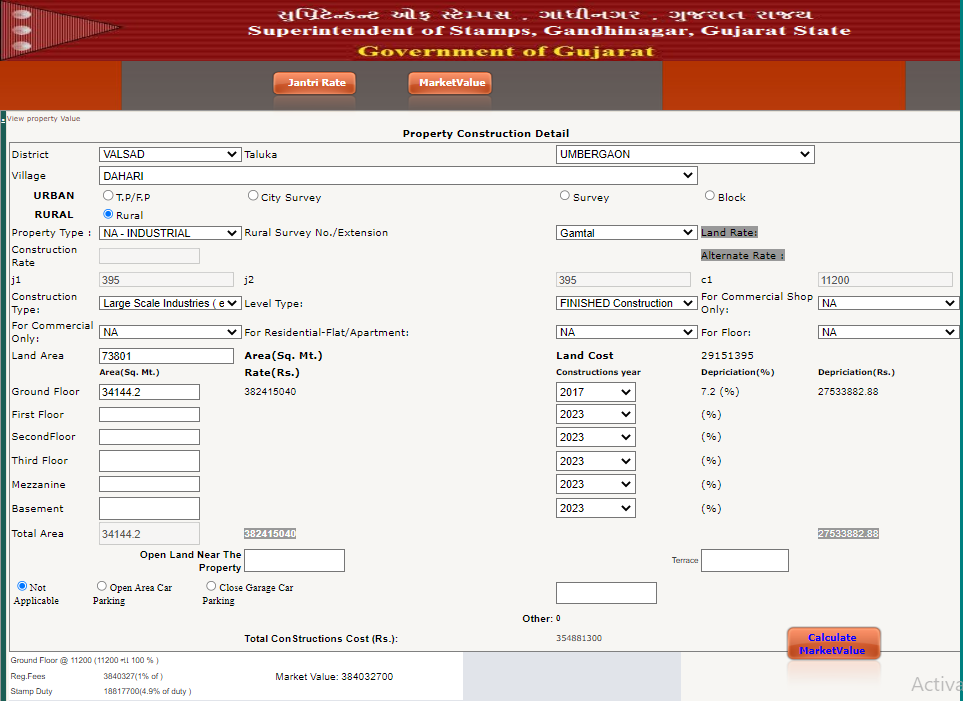 સુપ્રિટેન્ડન્ટ ઓફ સ્ટેમ્પસ , ગાંધીનગર , ગુજરાત રાજ્ય
Superintendent of Stamps, Gandhinagar, Gujarat State
Government of Gujarat
Jantri Rate MarketValue
View property Value
Property Construction Detail
District VALSAD Taluka UMBERGAON
Village DAHARI
URBAN T.P/F.P City Survey Survey Block
RURAL Rural
Property Type : NA - INDUSTRIAL Rural Survey No./Extension Gamtal Land Rate:
Construction Rate Alternate Rate :
j1 395 j2 395 c1 11200
Construction Type: Large Scale Industries ( e Level Type: FINISHED Construction For Commercial Shop Only: NA
For Commercial Only: NA For Residential-Flat/Apartment: NA For Floor: NA
Land Area 73801 Area(Sq. Mt.) Land Cost 29151395
Area(Sq. Mt.) Rate(Rs.) Constructions year Depriciation(%) Depriciation(Rs.)
Ground Floor 34144.2 382415040 2017 7.2 (%) 27533882.88
First Floor 2023 (%)
SecondFloor 2023 (%)
Third Floor 2023 (%)
Mezzanine 2023 (%)
Basement 2023 (%)
Total Area 34144.2 382415040 27533882.88
Open Land Near The Property Terrace
Not Applicable Open Area Car Parking Close Garage Car Parking
Other: 0
Total ConStructions Cost (Rs.): 354881300
Calculate MarketValue
Ground Floor @ 11200 (11200 ના 100 % )
Reg.Fees 3840327(1% of ) Market Value: 384032700
Stamp Duty 18817700(4.9% of duty )
Activa